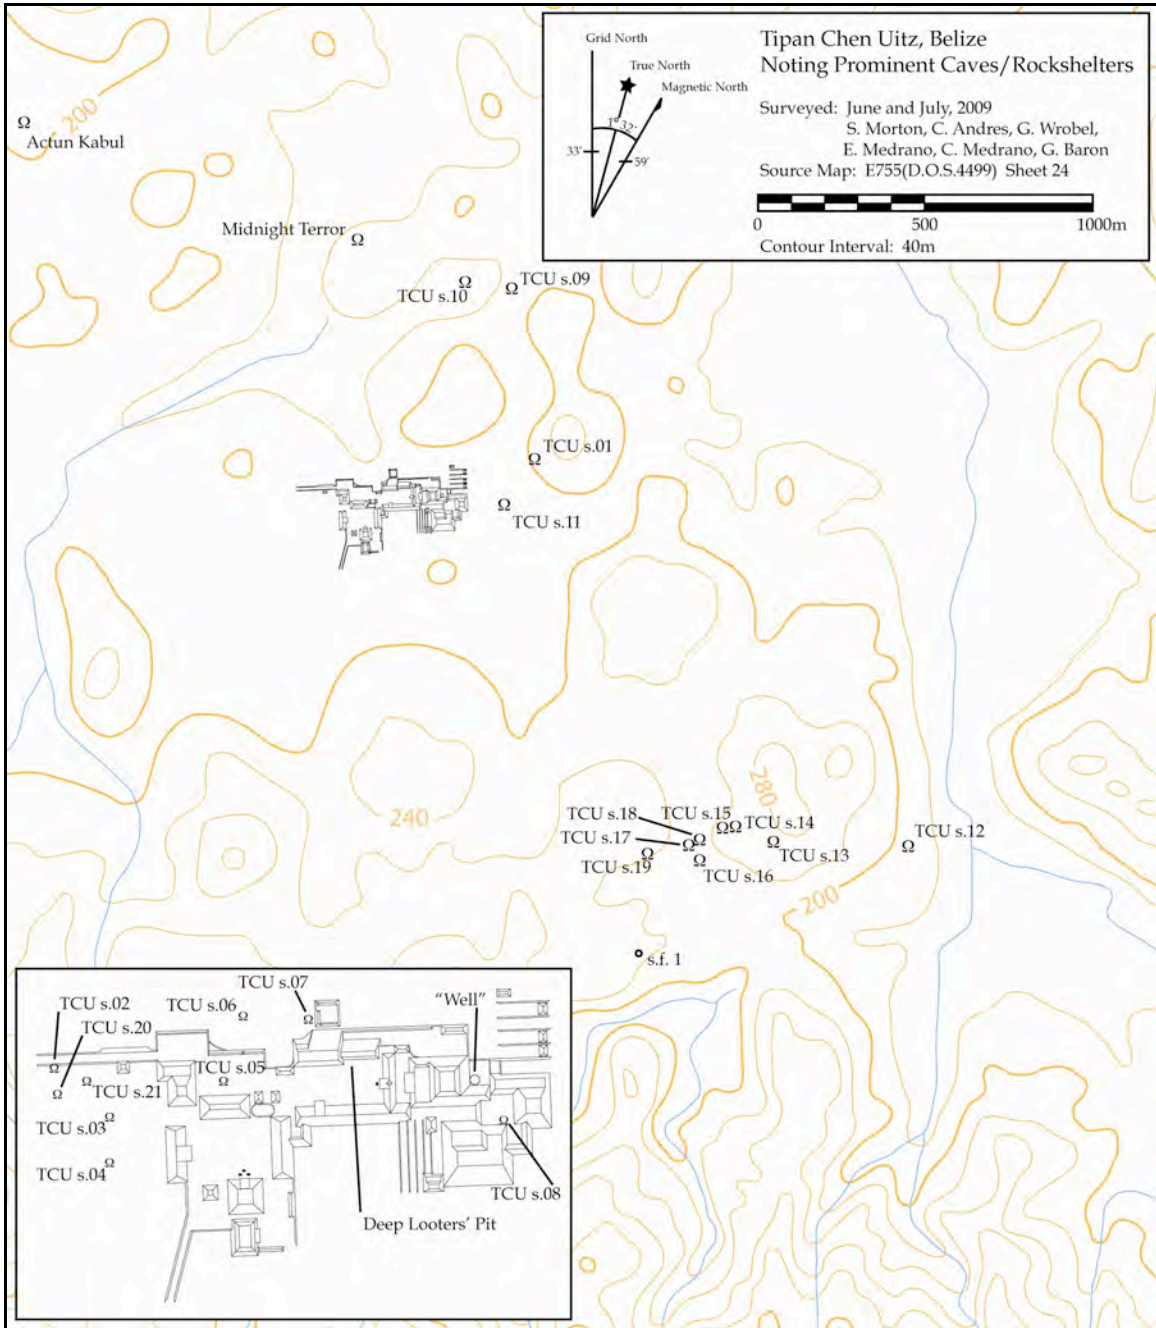 Grid North
True North
Magnetic North
1° 32'
33'
59'
Tipan Chen Uitz, Belize
Noting Prominent Caves/Rockshelters
Surveyed: June and July, 2009
S. Morton, C. Andres, G. Wrobel,
E. Medrano, C. Medrano, G. Baron
Source Map: E755(D.O.S.4499) Sheet 24
0 500 1000m
Contour Interval: 40m
200
Ω
Actun Kabul
Midnight Terror Ω
Ω Ω TCU s.09
TCU s.10
TCU s.01
Ω
Ω
TCU s.11
280
240
TCU s.18 TCU s.15
Ω Ω TCU s.14
TCU s.17 Ω Ω
Ω TCU s.12
Ω
TCU s.19 Ω
Ω TCU s.13
Ω
TCU s.16
200
s.f. 1
TCU s.02
TCU s.20
TCU s.06 Ω
TCU s.07
Ω
"Well"
Ω
Ω
Ω TCU s.21
TCU s.05
Ω
TCU s.03 Ω
TCU s.04 Ω
Ω
TCU s.08
Deep Looters' Pit